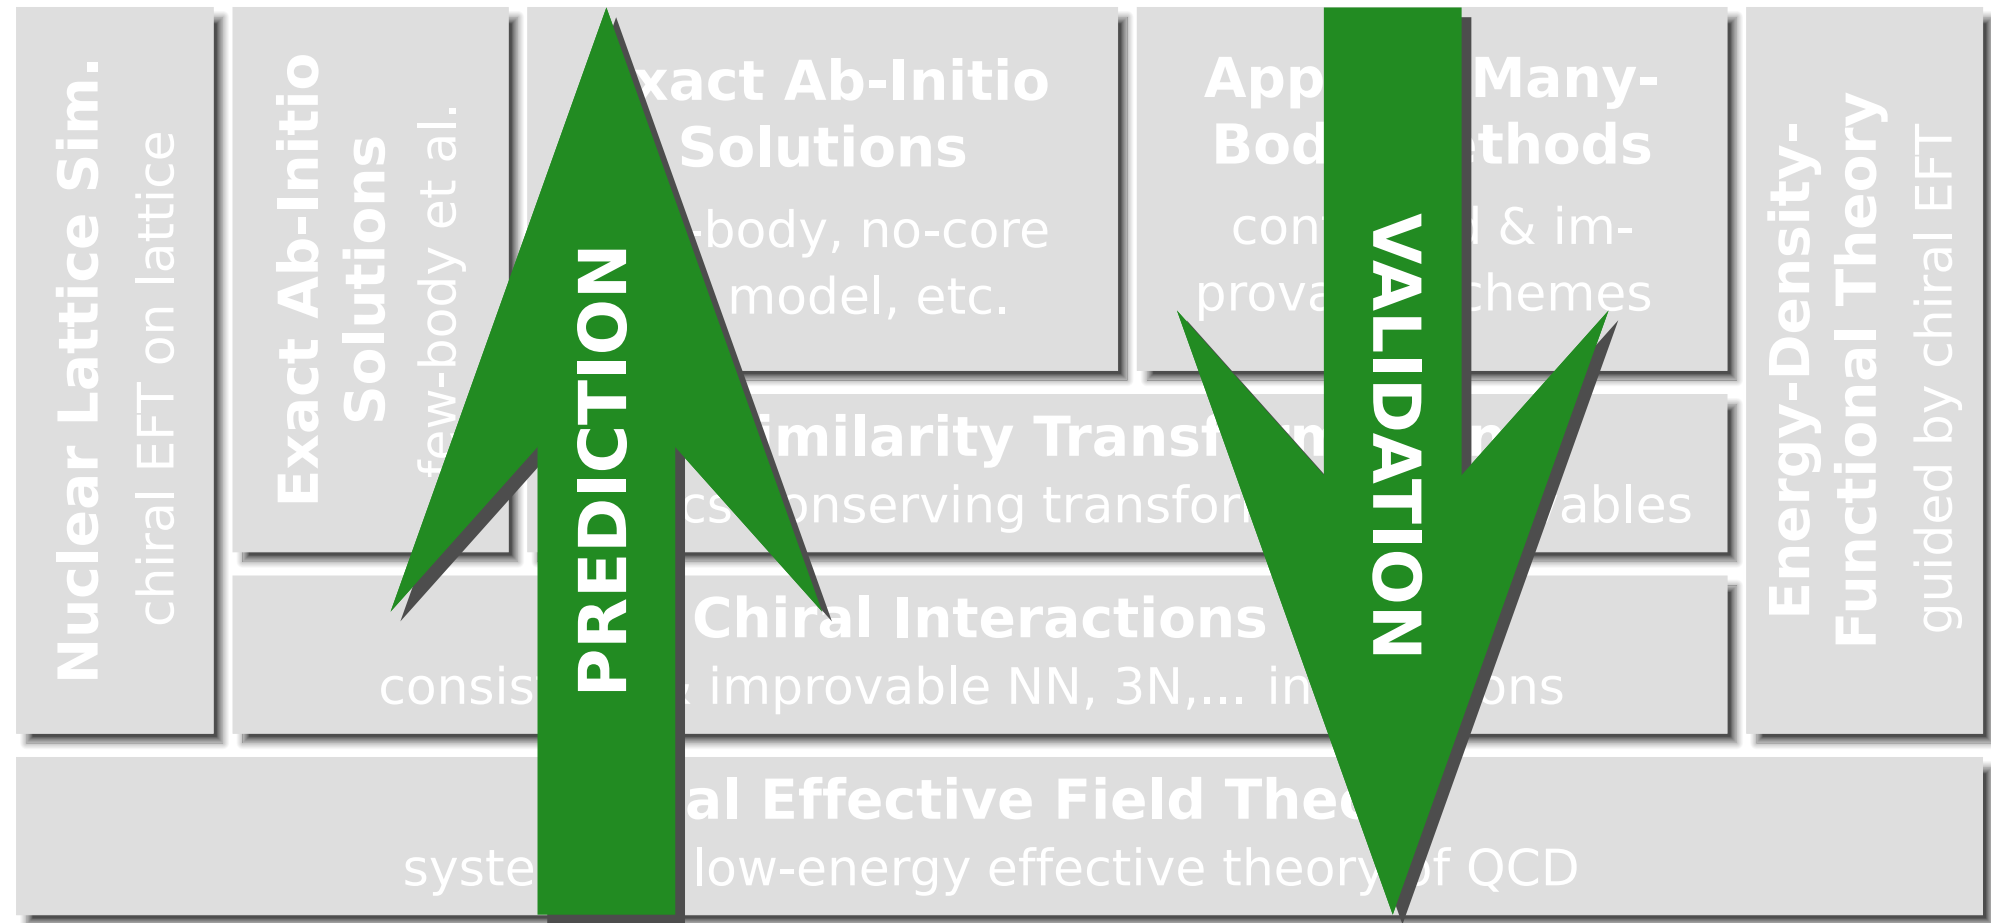 Nuclear Lattice Sim.
chiral EFT on lattice
Exact Ab-Initio
Solutions
few-body et al.
xact Ab-Initio
Solutions
-body, no-core
model, etc.
App Many-
Bod thods
con d & im-
prova chemes
Energy-Density-
Functional Theory
guided by chiral EFT
imilarity Transf n
cs onserving transfor ables
Chiral Interactions
consis & improvable NN, 3N,... in ons
al Effective Field Theo
syste low-energy effective theory of QCD
PREDICTION
VALIDATION